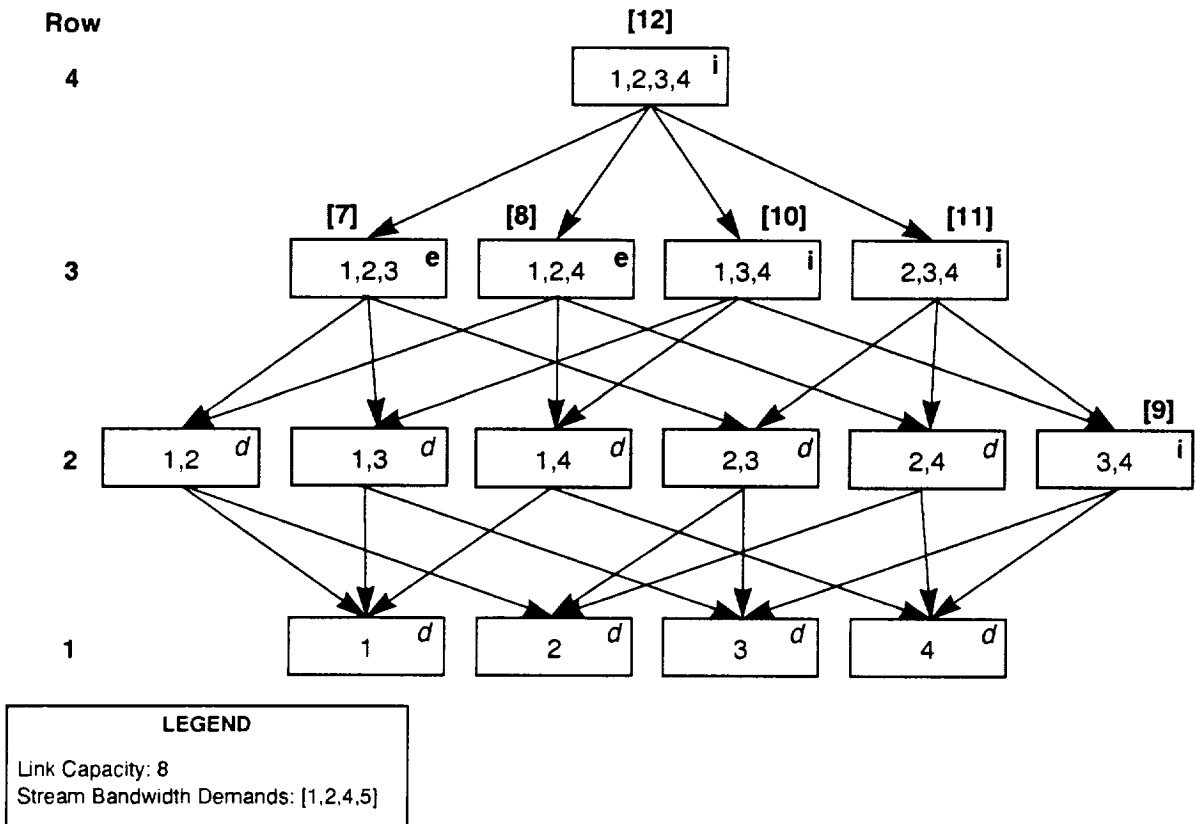 Row
[12]
4
1,2,3,4 i
[7] [8] [10] [11]
3
1,2,3 e
1,2,4 e
1,3,4 i
2,3,4 i
[9]
2
1,2 d
1,3 d
1,4 d
2,3 d
2,4 d
3,4 i
1
1 d
2 d
3 d
4 d
LEGEND
Link Capacity: 8
Stream Bandwidth Demands: [1,2,4,5]